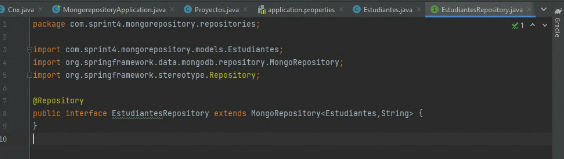 Cnx.java MongorepositoryApplication.java Proyectos.java application.properties Estudiantes.java EstudiantesRepository.java
1 package com.sprint4.mongorepository.repositories; 1
2
3 import com.sprint4.mongorepository.models.Estudiantes;
4 import org.springframework.data.mongodb.repository.MongoRepository;
5 import org.springframework.stereotype.Repository;
6
7 @Repository
8 public interface EstudiantesRepository extends MongoRepository<Estudiantes,String> {
9 }
10
Gradle